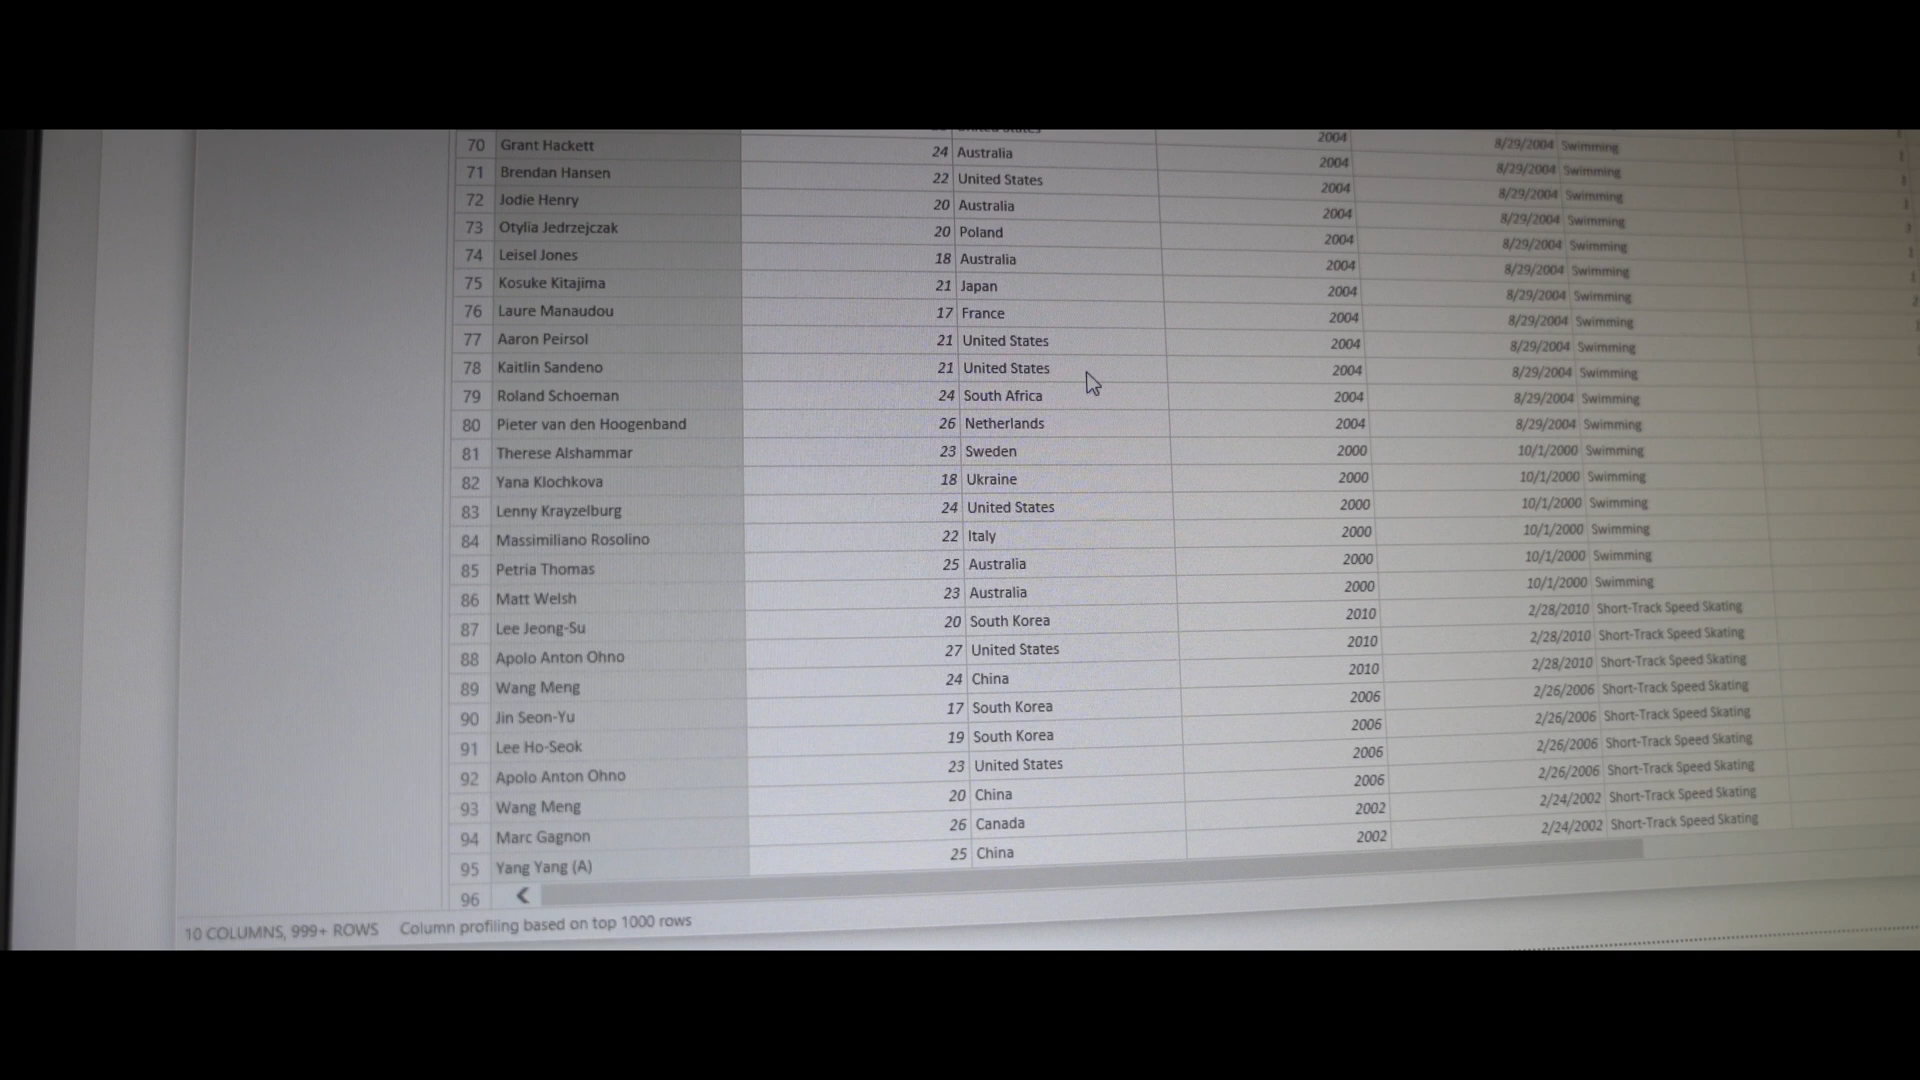 United States 2004 8/29/2004 Swimming
70 Grant Hackett 24 Australia 2004 8/29/2004 Swimming
71 Brendan Hansen 22 United States 2004 8/29/2004 Swimming
72 Jodie Henry 20 Australia 2004 8/29/2004 Swimming
73 Otylia Jedrzejczak 20 Poland 2004 8/29/2004 Swimming
74 Leisel Jones 18 Australia 2004 8/29/2004 Swimming
75 Kosuke Kitajima 21 Japan 2004 8/29/2004 Swimming
76 Laure Manaudou 17 France 2004 8/29/2004 Swimming
77 Aaron Peirsol 21 United States 2004 8/29/2004 Swimming
78 Kaitlin Sandeno 21 United States 2004 8/29/2004 Swimming
79 Roland Schoeman 24 South Africa 2004 8/29/2004 Swimming
80 Pieter van den Hoogenband 26 Netherlands 2004 8/29/2004 Swimming
81 Therese Alshammar 23 Sweden 2000 10/1/2000 Swimming
82 Yana Klochkova 18 Ukraine 2000 10/1/2000 Swimming
83 Lenny Krayzelburg 24 United States 2000 10/1/2000 Swimming
84 Massimiliano Rosolino 22 Italy 2000 10/1/2000 Swimming
85 Petria Thomas 25 Australia 2000 10/1/2000 Swimming
86 Matt Welsh 23 Australia 2000 10/1/2000 Swimming
87 Lee Jeong-Su 20 South Korea 2010 2/28/2010 Short-Track Speed Skating
88 Apolo Anton Ohno 27 United States 2010 2/28/2010 Short-Track Speed Skating
89 Wang Meng 24 China 2010 2/28/2010 Short-Track Speed Skating
90 Jin Seon-Yu 17 South Korea 2006 2/26/2006 Short-Track Speed Skating
91 Lee Ho-Seok 19 South Korea 2006 2/26/2006 Short-Track Speed Skating
92 Apolo Anton Ohno 23 United States 2006 2/26/2006 Short-Track Speed Skating
93 Wang Meng 20 China 2006 2/26/2006 Short-Track Speed Skating
94 Marc Gagnon 26 Canada 2002 2/24/2002 Short-Track Speed Skating
95 Yang Yang (A) 25 China 2002 2/24/2002 Short-Track Speed Skating
96
10 COLUMNS, 999+ ROWS Column profiling based on top 1000 rows